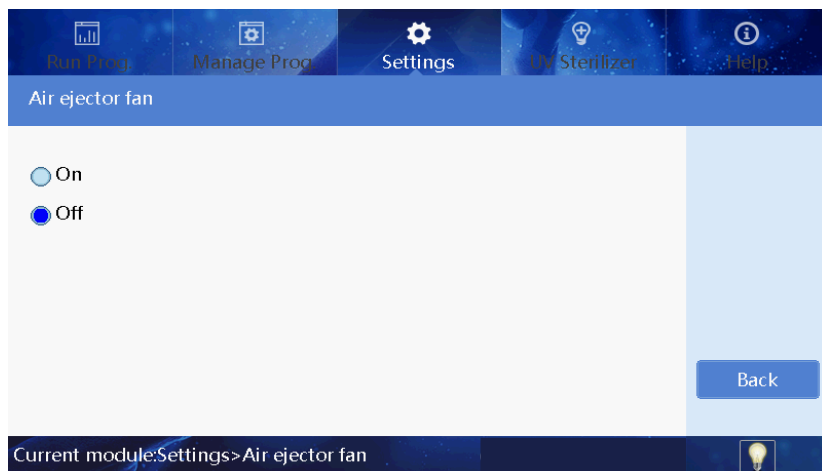 Run Prog. Manage Prog. Settings UV Sterilizer Help
Air ejector fan
On
Off
Back
Current module:Settings>Air ejector fan